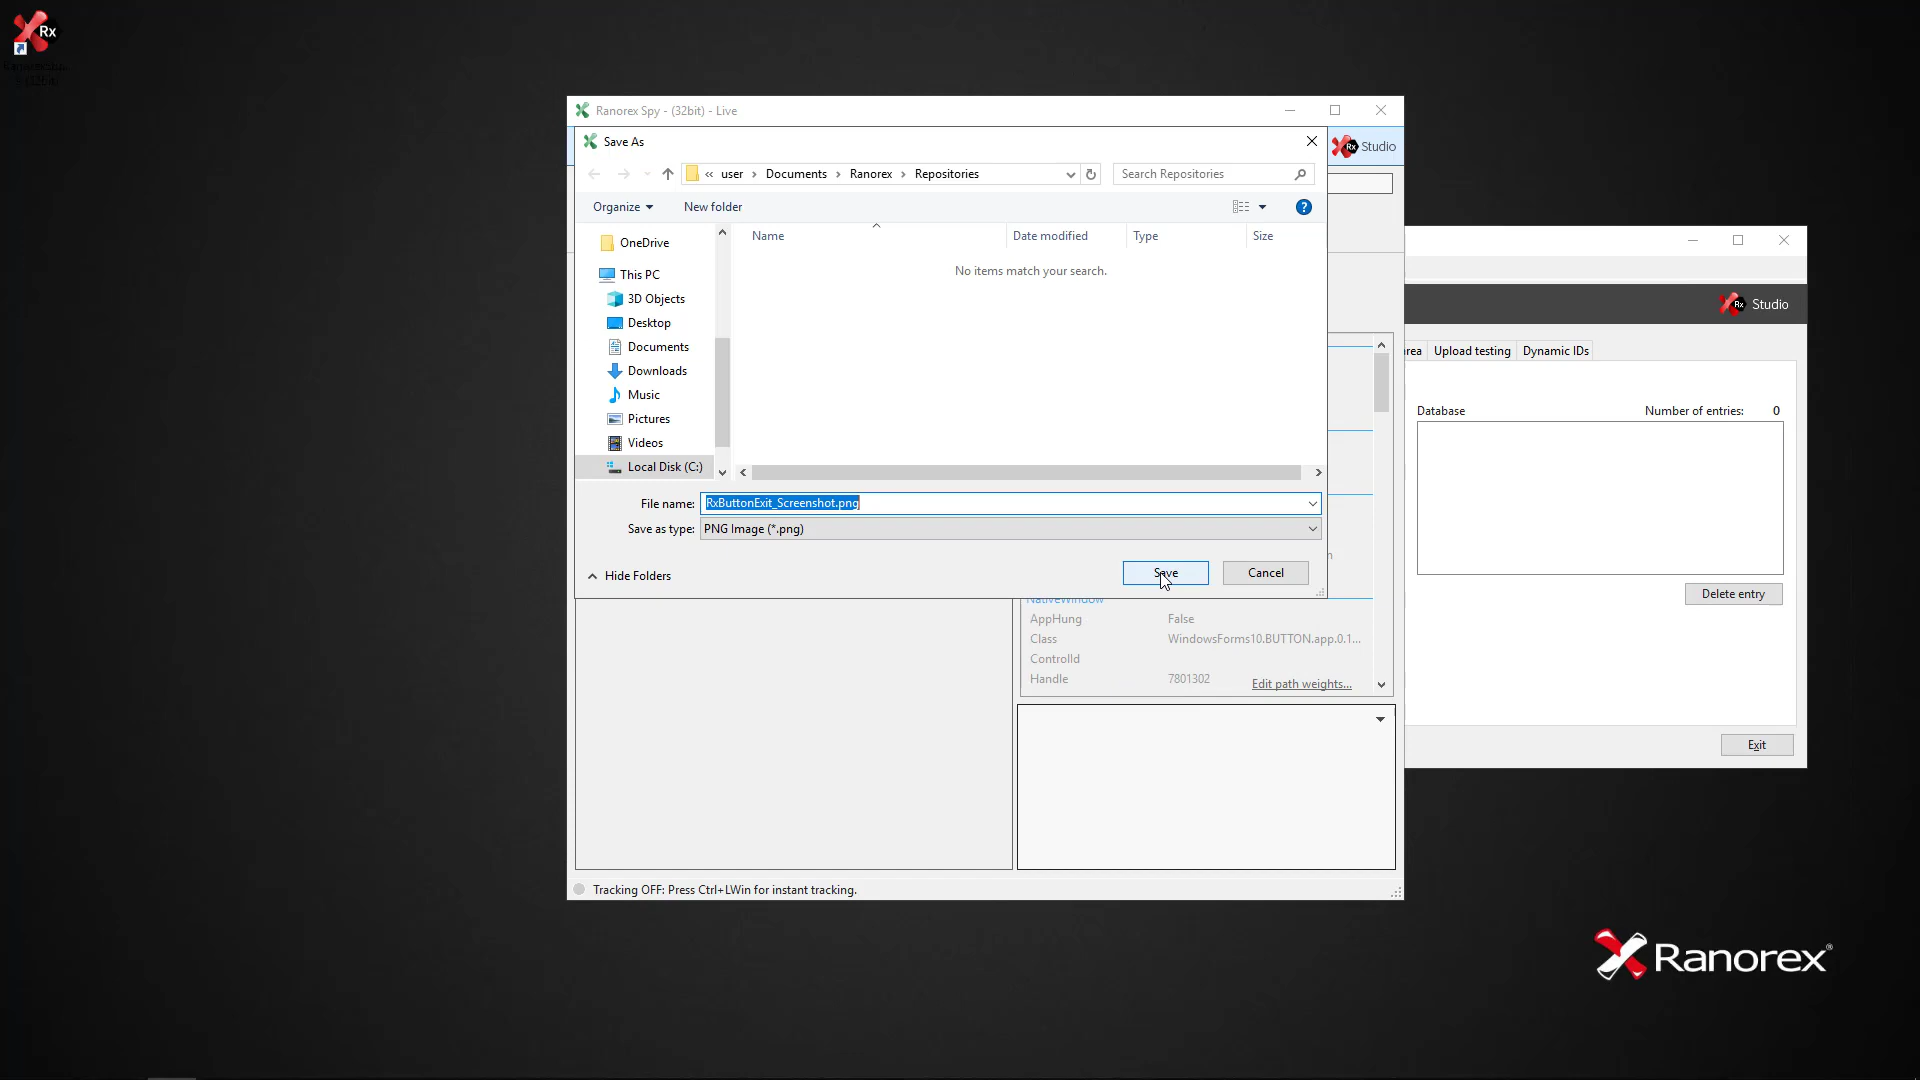 Rx
Ranorex Spy - (32bit) - Live
Save As
Rx Studio
« user › Documents › Ranorex › Repositories
Search Repositories
Organize
New folder
?
OneDrive
This PC
3D Objects
Desktop
Documents
Downloads
Music
Pictures
Videos
Local Disk (C:)
Name
Date modified
Type
Size
No items match your search.
File name:
RxButtonExit_Screenshot.png
Save as type:
PNG Image (*.png)
Hide Folders
Save
Cancel
NativeWindow
AppHung
False
Class
WindowsForms10.BUTTON.app.0.1...
ControlId
Handle
7801302
Edit path weights...
Tracking OFF: Press Ctrl+LWin for instant tracking.
Rx Studio
Upload testing
Dynamic IDs
Database
Number of entries:
0
Delete entry
Exit
Ranorex®